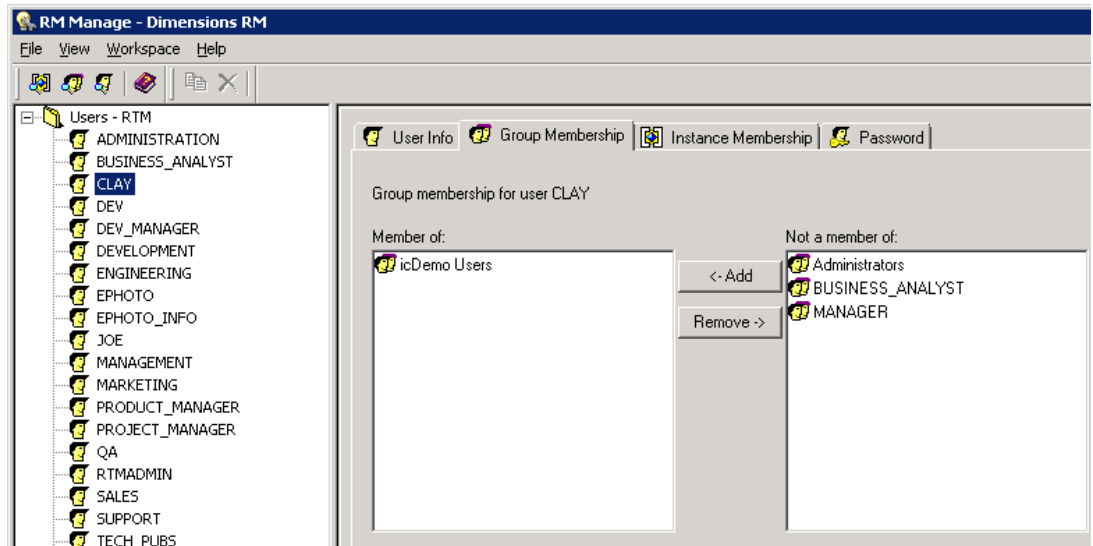 RM Manage - Dimensions RM
File View Workspace Help
Users - RTM
ADMINISTRATION
BUSINESS_ANALYST
CLAY
DEV
DEV_MANAGER
DEVELOPMENT
ENGINEERING
EPHOTO
EPHOTO_INFO
JOE
MANAGEMENT
MARKETING
PRODUCT_MANAGER
PROJECT_MANAGER
QA
RTMADMIN
SALES
SUPPORT
TECH_PUBS
User Info Group Membership Instance Membership Password
Group membership for user CLAY
Member of:
icDemo Users
<- Add
Remove ->
Not a member of:
Administrators
BUSINESS_ANALYST
MANAGER